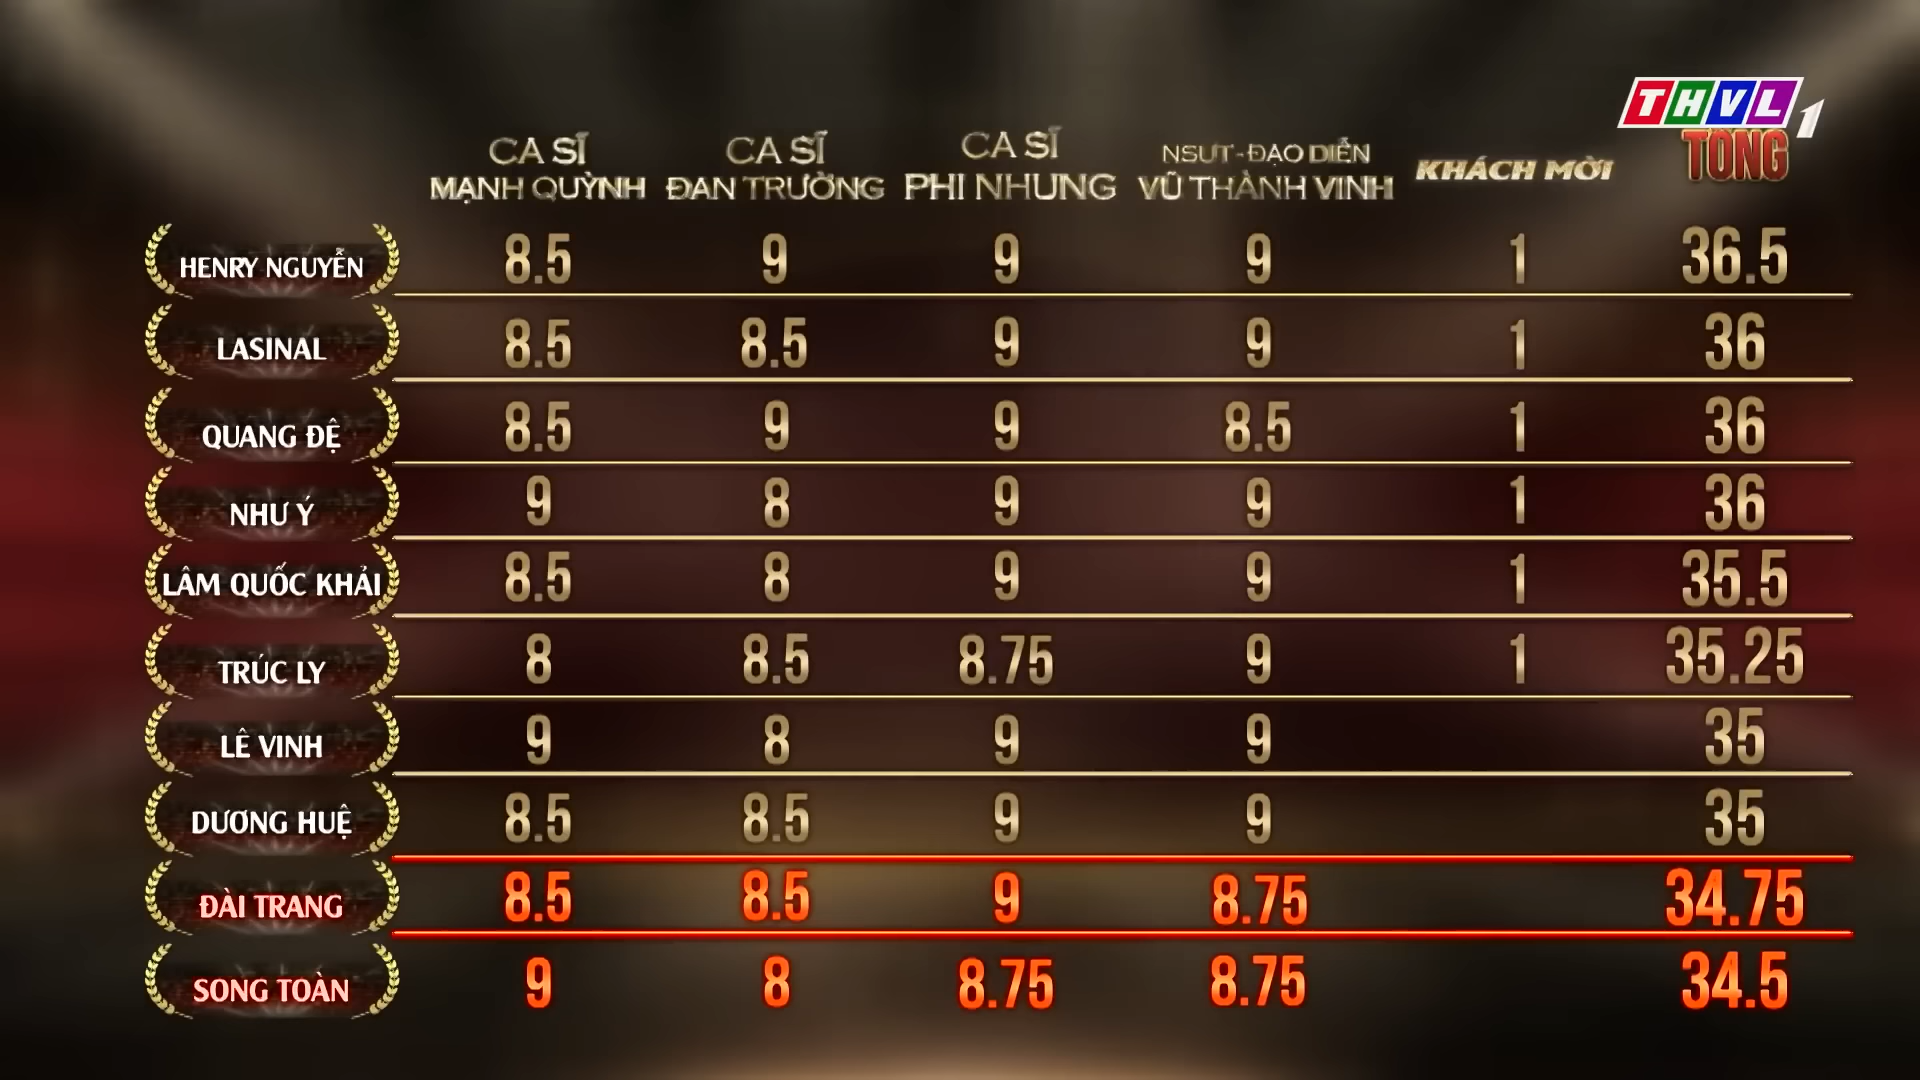 THVL1
CA SĨ MẠNH QUỲNH CA SĨ ĐAN TRƯỜNG CA SĨ PHI NHUNG NSƯT - ĐẠO DIỄN VŨ THÀNH VINH KHÁCH MỜI TỔNG
HENRY NGUYỄN 8.5 9 9 9 1 36.5
LASINAL 8.5 8.5 9 9 1 36
QUANG ĐỆ 8.5 9 9 8.5 1 36
NHƯ Ý 9 8 9 9 1 36
LÂM QUỐC KHẢI 8.5 8 9 9 1 35.5
TRÚC LY 8 8.5 8.75 9 1 35.25
LÊ VINH 9 8 9 9 35
DƯƠNG HUỆ 8.5 8.5 9 9 35
ĐÀI TRANG 8.5 8.5 9 8.75 34.75
SONG TOÀN 9 8 8.75 8.75 34.5